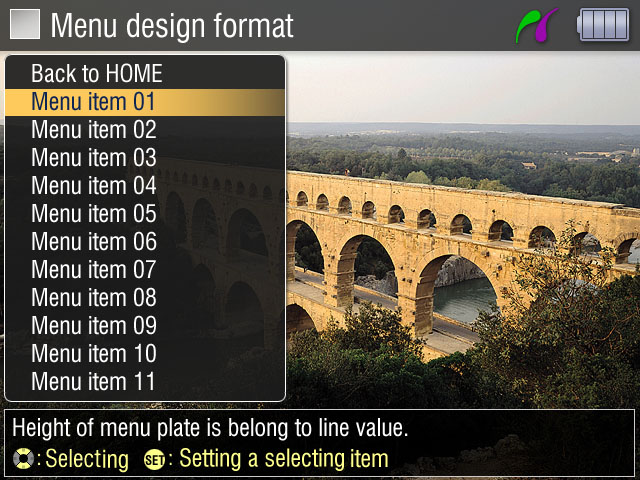 Menu design format
Back to HOME
Menu item 01
Menu item 02
Menu item 03
Menu item 04
Menu item 05
Menu item 06
Menu item 07
Menu item 08
Menu item 09
Menu item 10
Menu item 11
Height of menu plate is belong to line value.
: Selecting SET : Setting a selecting item